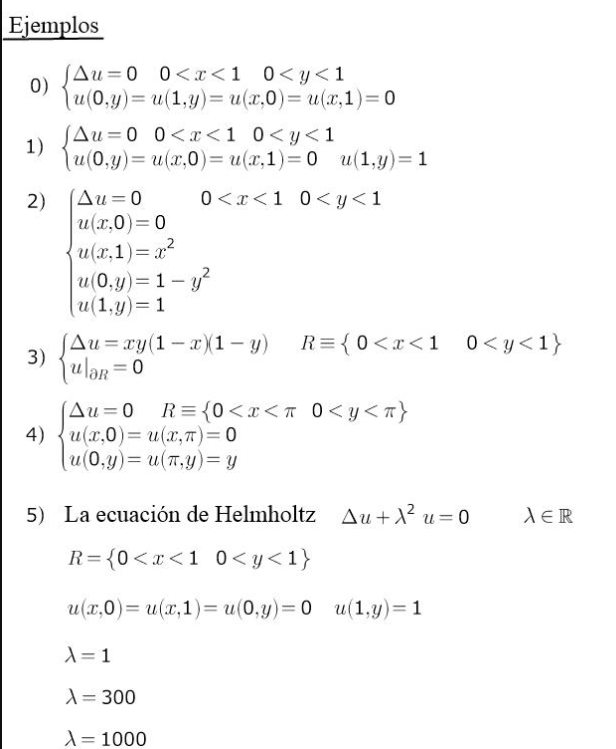 Ejemplos
0) {Δu = 0 0 < x < 1 0 < y < 1
u(0,y) = u(1,y) = u(x,0) = u(x,1) = 0
1) {Δu = 0 0 < x < 1 0 < y < 1
u(0,y) = u(x,0) = u(x,1) = 0 u(1,y) = 1
2) {Δu = 0 0 < x < 1 0 < y < 1
u(x,0) = 0
u(x,1) = x²
u(0,y) = 1 − y²
u(1,y) = 1
3) {Δu = xy(1 − x)(1 − y) R ≡ { 0 < x < 1 0 < y < 1 }
u|∂R = 0
4) {Δu = 0 R ≡ {0 < x < π 0 < y < π}
u(x,0) = u(x,π) = 0
u(0,y) = u(π,y) = y
5) La ecuación de Helmholtz Δu + λ² u = 0 λ ∈ ℝ
R = {0 < x < 1 0 < y < 1}
u(x,0) = u(x,1) = u(0,y) = 0 u(1,y) = 1
λ = 1
λ = 300
λ = 1000